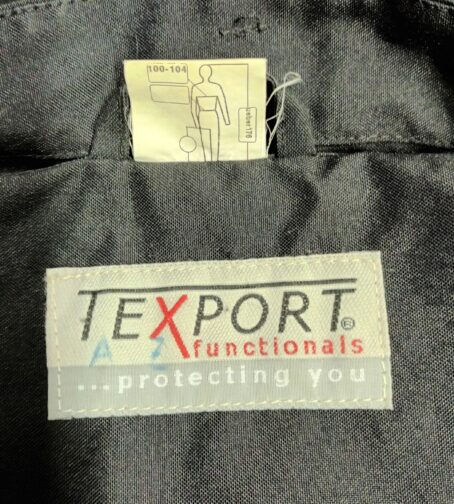 100-104
TEXPORT®
A Z
functionals
...protecting you